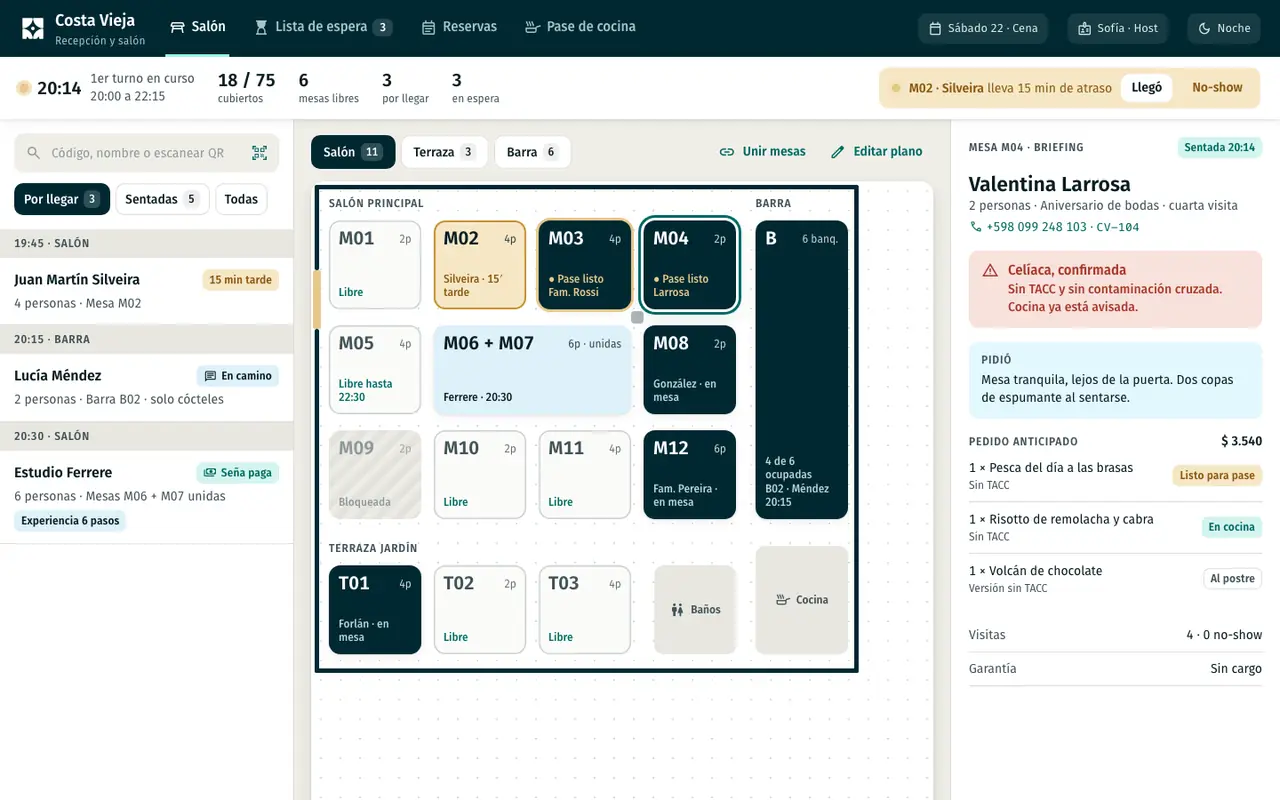 Costa Vieja
Recepción y salón
Salón
Lista de espera 3
Reservas
Pase de cocina
Sábado 22 · Cena
Sofía · Host
Noche
20:14
1er turno en curso
20:00 a 22:15
18 / 75
cubiertos
6
mesas libres
3
por llegar
3
en espera
M02 · Silveira lleva 15 min de atraso
Llegó
No-show
Código, nombre o escanear QR
Por llegar 3
Sentadas 5
Todas
19:45 · SALÓN
Juan Martín Silveira
15 min tarde
4 personas · Mesa M02
20:15 · BARRA
Lucía Méndez
En camino
2 personas · Barra B02 · solo cócteles
20:30 · SALÓN
Estudio Ferrere
Seña paga
6 personas · Mesas M06 + M07 unidas
Experiencia 6 pasos
Salón 11
Terraza 3
Barra 6
Unir mesas
Editar plano
SALÓN PRINCIPAL
BARRA
M01 2p
Libre
M02 4p
Silveira · 15′
tarde
M03 4p
● Pase listo
Fam. Rossi
M04 2p
● Pase listo
Larrosa
B 6 banq.
4 de 6
ocupadas
B02 · Méndez
20:15
M05 4p
Libre hasta
22:30
M06 + M07 6p · unidas
Ferrere · 20:30
M08 2p
González · en
mesa
M09 2p
Bloqueada
M10 2p
Libre
M11 4p
Libre
M12 6p
Fam. Pereira ·
en mesa
TERRAZA JARDÍN
T01 4p
Forlán · en
mesa
T02 2p
Libre
T03 4p
Libre
Baños
Cocina
MESA M04 · BRIEFING
Sentada 20:14
Valentina Larrosa
2 personas · Aniversario de bodas · cuarta visita
+598 099 248 103 · CV-104
Celíaca, confirmada
Sin TACC y sin contaminación cruzada.
Cocina ya está avisada.
PIDIÓ
Mesa tranquila, lejos de la puerta. Dos copas
de espumante al sentarse.
PEDIDO ANTICIPADO
$ 3.540
1 × Pesca del día a las brasas
Sin TACC
Listo para pase
1 × Risotto de remolacha y cabra
Sin TACC
En cocina
1 × Volcán de chocolate
Versión sin TACC
Al postre
Visitas
4 · 0 no-show
Garantía
Sin cargo